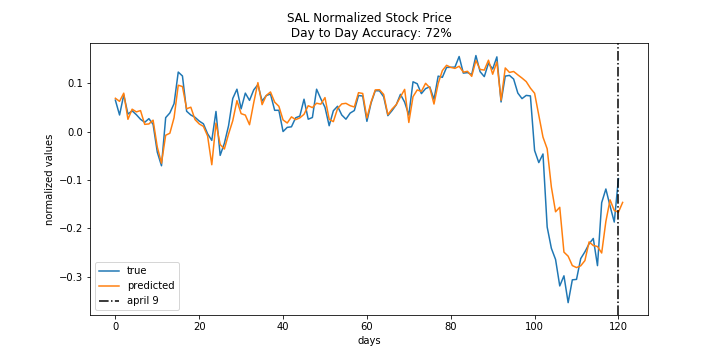 SAL Normalized Stock Price
Day to Day Accuracy: 72%
normalized values
0.1
0.0
−0.1
−0.2
−0.3
true
predicted
april 9
0 20 40 60 80 100 120
days